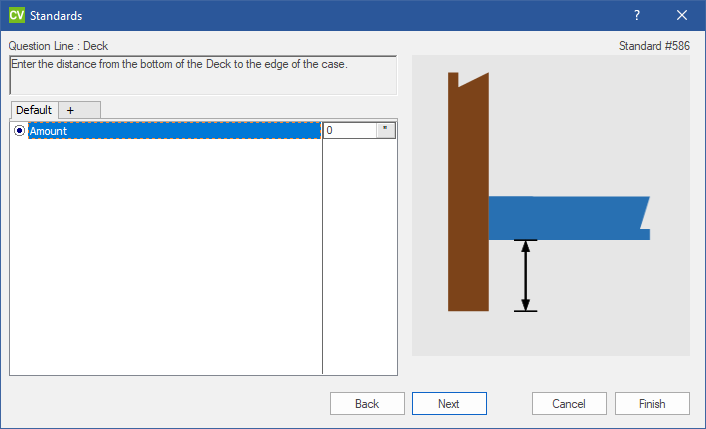 CV Standards ?
Question Line : Deck Standard #586
Enter the distance from the bottom of the Deck to the edge of the case.
Default +
Amount 0 "
Back Next Cancel Finish